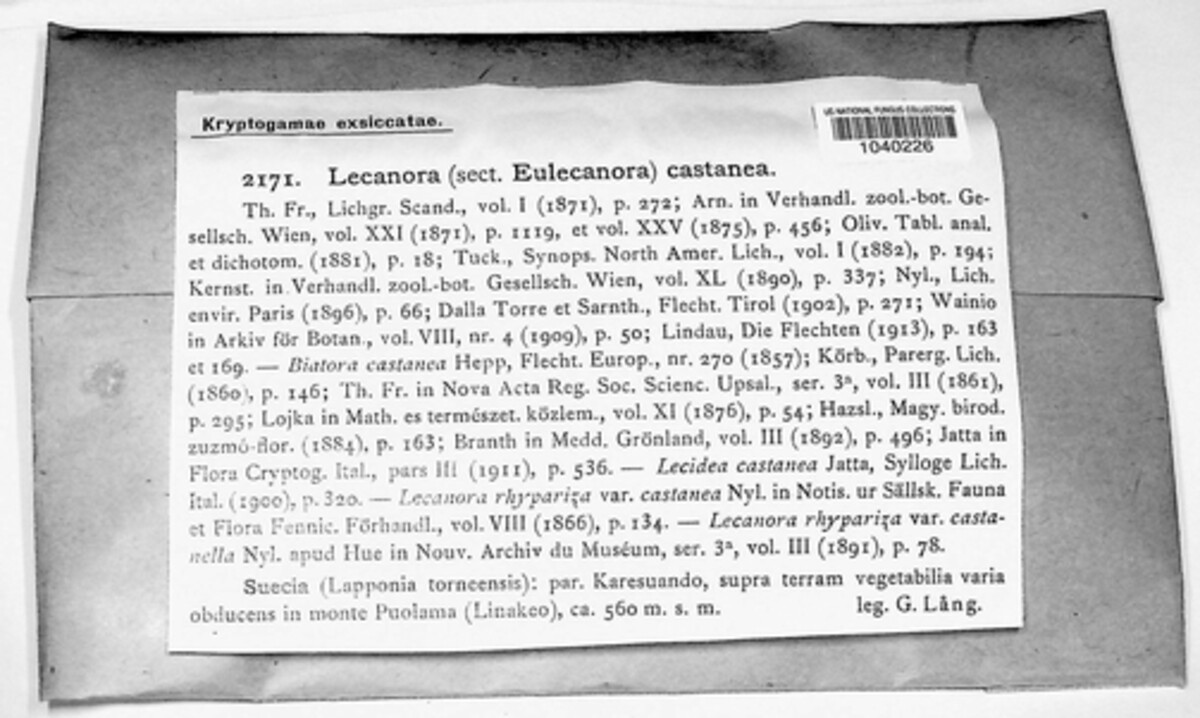 Kryptogamae exsiccatae.
US NATIONAL FUNGUS COLLECTIONS
1040226
2171. Lecanora (sect. Eulecanora) castanea.
Th. Fr., Lichgr. Scand., vol. I (1871), p. 272; Arn. in Verhandl. zool.-bot. Ge-
sellsch. Wien, vol. XXI (1871), p. 1119, et vol. XXV (1875), p. 456; Oliv. Tabl. anal.
et dichotom. (1881), p. 18; Tuck., Synops. North Amer. Lich., vol. I (1882), p. 194;
Kernst. in Verhandl. zool.-bot. Gesellsch. Wien, vol. XL (1890), p. 337; Nyl., Lich.
envir. Paris (1896), p. 66; Dalla Torre et Sarnth., Flecht. Tirol (1902), p. 271; Wainio
in Arkiv för Botan., vol. VIII, nr. 4 (1909), p. 50; Lindau, Die Flechten (1913), p. 163
et 169. — Biatora castanea Hepp, Flecht. Europ., nr. 270 (1857); Körb., Parerg. Lich.
(1860), p. 146; Th. Fr. in Nova Acta Reg. Soc. Scienc. Upsal., ser. 3ª, vol. III (1861),
p. 295; Lojka in Math. es természet. közlem., vol. XI (1876), p. 54; Hazsl., Magy. birod.
zuzmó-flor. (1884), p. 163; Branth in Medd. Grönland, vol. III (1892), p. 496; Jatta in
Flora Cryptog. Ital., pars III (1911), p. 536. — Lecidea castanea Jatta, Sylloge Lich.
Ital. (1900), p. 320. — Lecanora rhypariza var. castanea Nyl. in Notis. ur Sällsk. Fauna
et Flora Fennic. Förhandl., vol. VIII (1866), p. 134. — Lecanora rhypariza var. casta-
nella Nyl. apud Hue in Nouv. Archiv du Muséum, ser. 3ª, vol. III (1891), p. 78.
Suecia (Lapponia torneensis): par. Karesuando, supra terram vegetabilia varia
obducens in monte Puolama (Linakeo), ca. 560 m. s. m. leg. G. Lång.